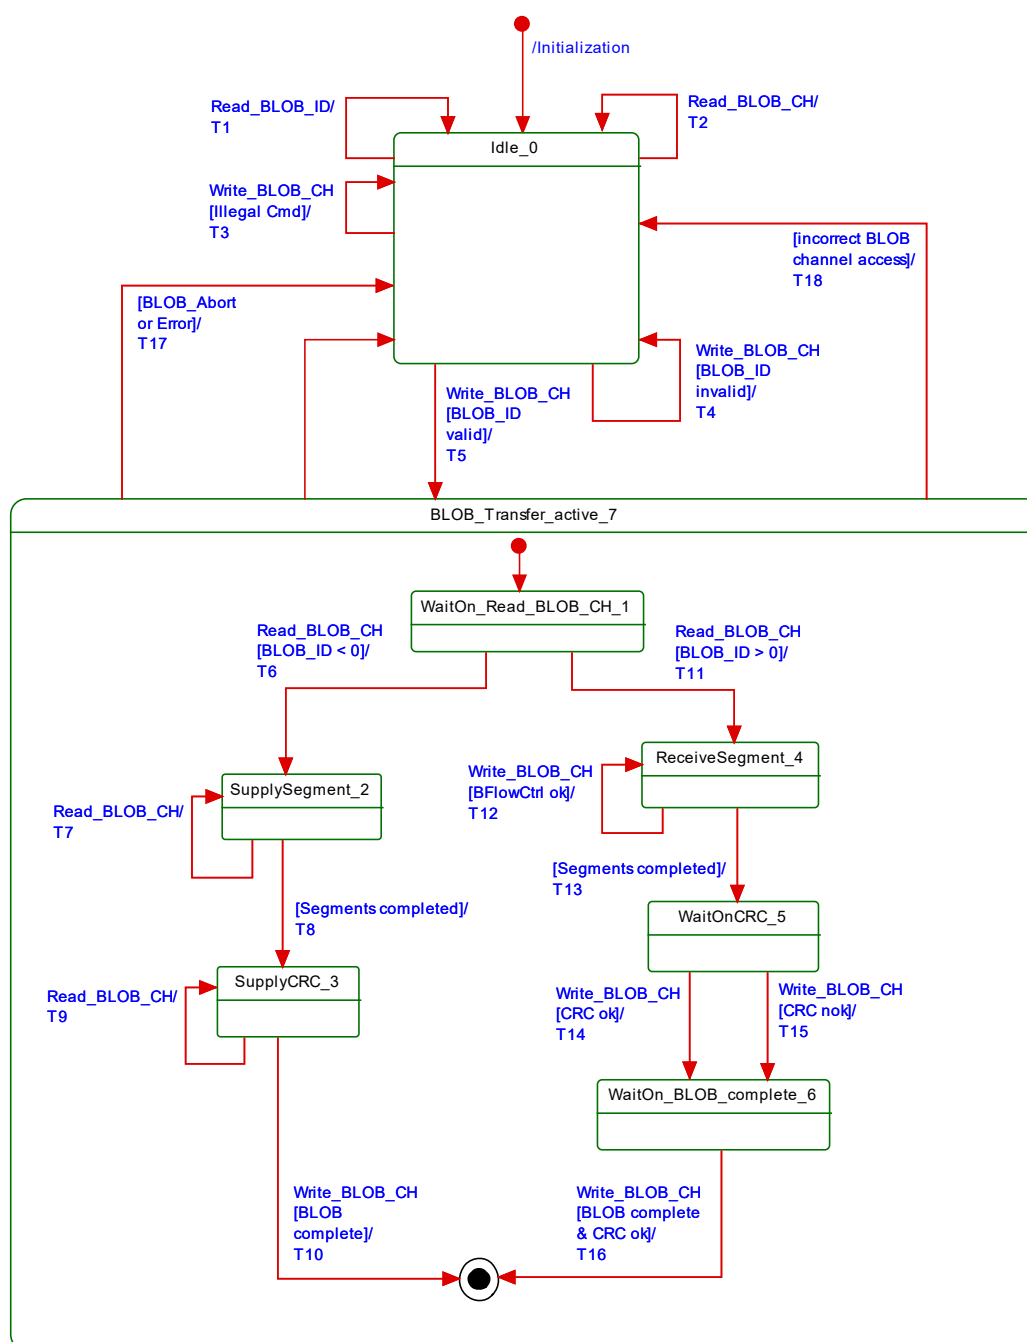 /Initialization
Read_BLOB_ID/
T1
Read_BLOB_CH/
T2
Idle_0
Write_BLOB_CH
[Illegal Cmd]/
T3
[incorrect BLOB
channel access]/
T18
[BLOB_Abort
or Error]/
T17
Write_BLOB_CH
[BLOB_ID
invalid]/
T4
Write_BLOB_CH
[BLOB_ID
valid]/
T5
BLOB_Transfer_active_7
WaitOn_Read_BLOB_CH_1
Read_BLOB_CH
[BLOB_ID < 0]/
T6
Read_BLOB_CH
[BLOB_ID > 0]/
T11
ReceiveSegment_4
Write_BLOB_CH
[BFlowCtrl ok]/
T12
SupplySegment_2
Read_BLOB_CH/
T7
[Segments completed]/
T13
[Segments completed]/
T8
WaitOnCRC_5
SupplyCRC_3
Read_BLOB_CH/
T9
Write_BLOB_CH
[CRC ok]/
T14
Write_BLOB_CH
[CRC nok]/
T15
WaitOn_BLOB_complete_6
Write_BLOB_CH
[BLOB
complete]/
T10
Write_BLOB_CH
[BLOB complete
& CRC ok]/
T16